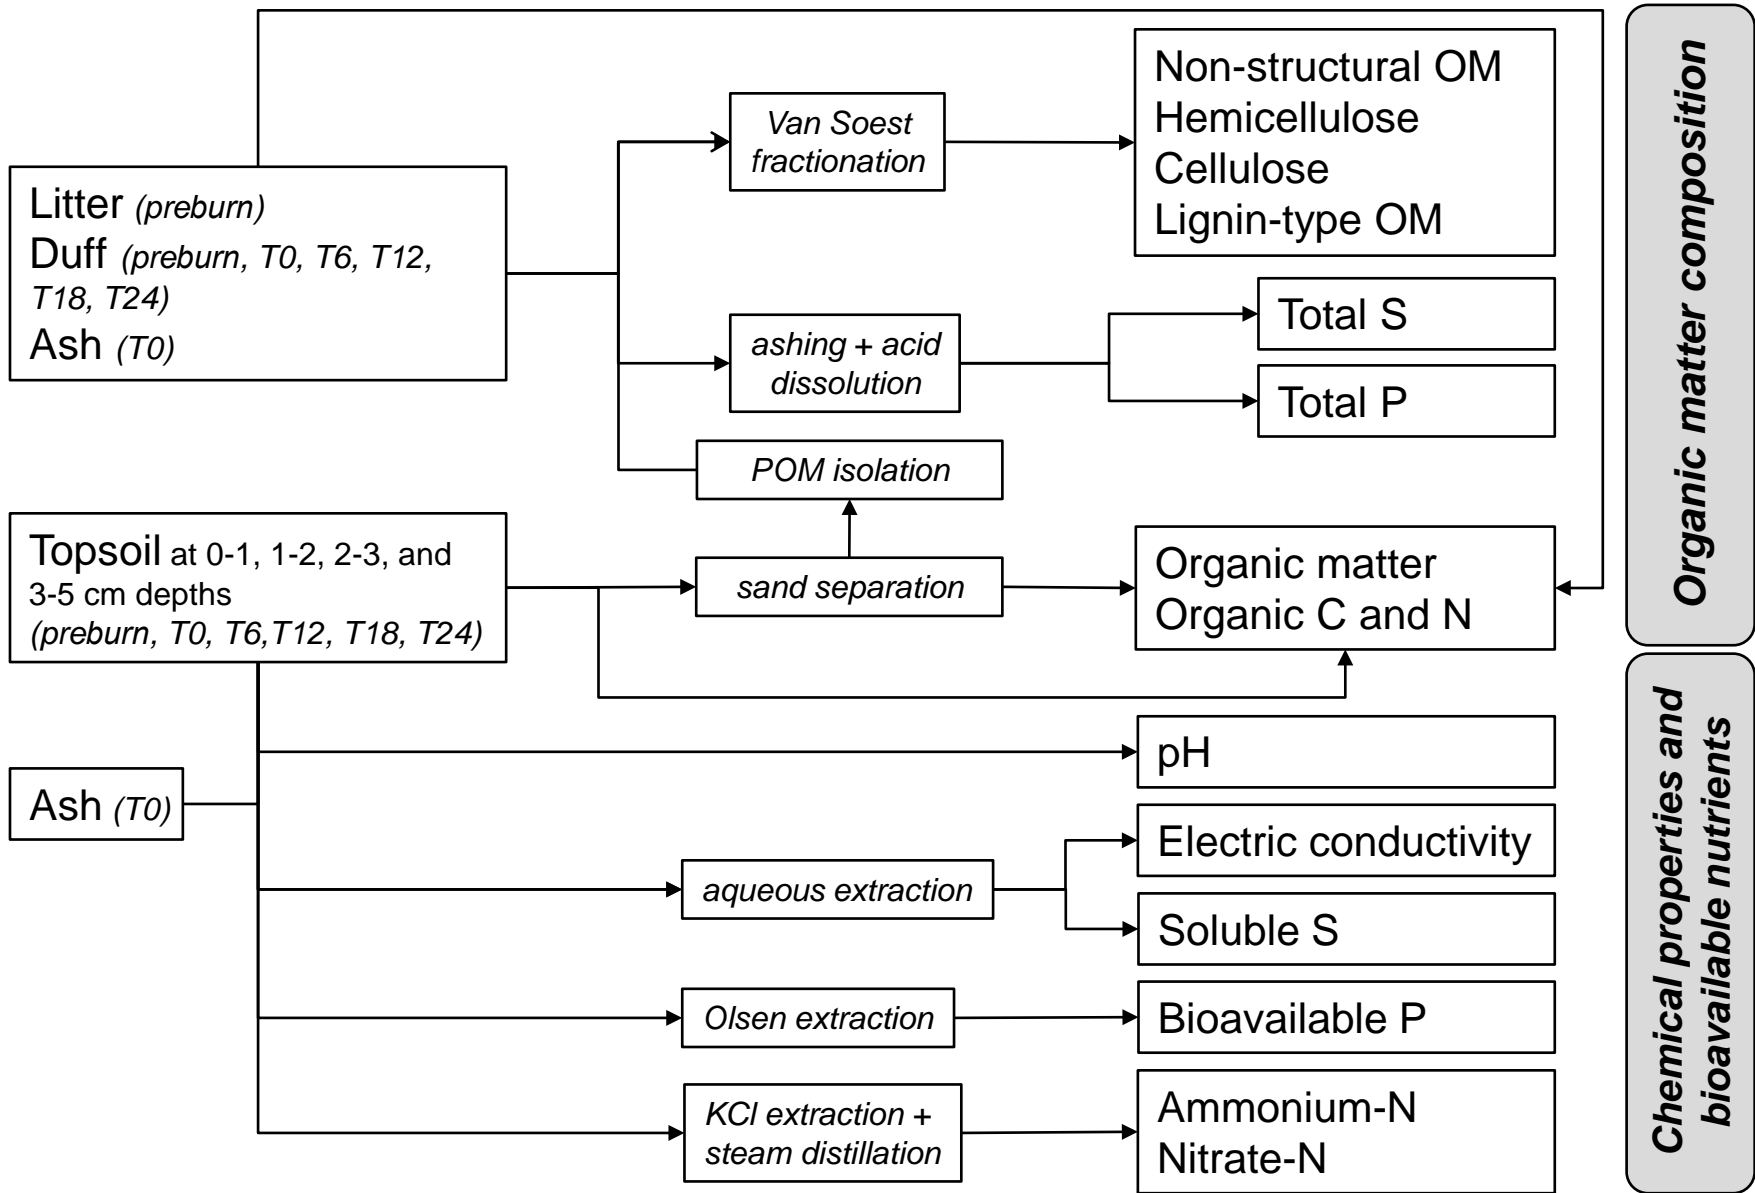 Litter (preburn)
Duff (preburn, T0, T6, T12,
T18, T24)
Ash (T0)
Van Soest
fractionation
Non-structural OM
Hemicellulose
Cellulose
Lignin-type OM
ashing + acid
dissolution
Total S
Total P
POM isolation
Topsoil at 0-1, 1-2, 2-3, and
3-5 cm depths
(preburn, T0, T6,T12, T18, T24)
sand separation
Organic matter
Organic C and N
Ash (T0)
pH
aqueous extraction
Electric conductivity
Soluble S
Olsen extraction
Bioavailable P
KCl extraction +
steam distillation
Ammonium-N
Nitrate-N
Organic matter composition
Chemical properties and
bioavailable nutrients